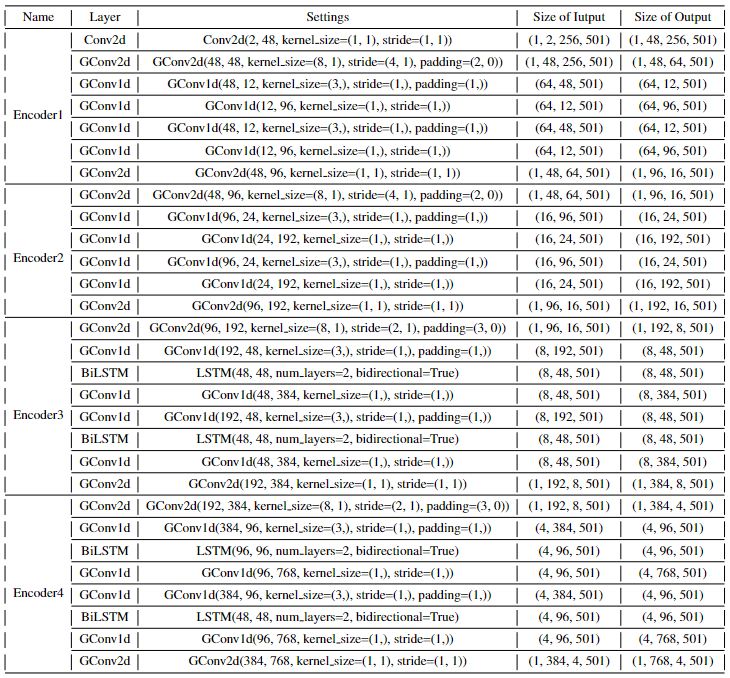 Name Layer Settings Size of Iutput Size of Output
Conv2d Conv2d(2, 48, kernel_size=(1, 1), stride=(1, 1)) (1, 2, 256, 501) (1, 48, 256, 501)
GConv2d GConv2d(48, 48, kernel_size=(8, 1), stride=(4, 1), padding=(2, 0)) (1, 48, 256, 501) (1, 48, 64, 501)
GConv1d GConv1d(48, 12, kernel_size=(3,), stride=(1,), padding=(1,)) (64, 48, 501) (64, 12, 501)
Encoder1 GConv1d GConv1d(12, 96, kernel_size=(1,), stride=(1,)) (64, 12, 501) (64, 96, 501)
GConv1d GConv1d(48, 12, kernel_size=(3,), stride=(1,), padding=(1,)) (64, 48, 501) (64, 12, 501)
GConv1d GConv1d(12, 96, kernel_size=(1,), stride=(1,)) (64, 12, 501) (64, 96, 501)
GConv2d GConv2d(48, 96, kernel_size=(1, 1), stride=(1, 1)) (1, 48, 64, 501) (1, 96, 16, 501)
GConv2d GConv2d(48, 96, kernel_size=(8, 1), stride=(4, 1), padding=(2, 0)) (1, 48, 64, 501) (1, 96, 16, 501)
GConv1d GConv1d(96, 24, kernel_size=(3,), stride=(1,), padding=(1,)) (16, 96, 501) (16, 24, 501)
Encoder2 GConv1d GConv1d(24, 192, kernel_size=(1,), stride=(1,)) (16, 24, 501) (16, 192, 501)
GConv1d GConv1d(96, 24, kernel_size=(3,), stride=(1,), padding=(1,)) (16, 96, 501) (16, 24, 501)
GConv1d GConv1d(24, 192, kernel_size=(1,), stride=(1,)) (16, 24, 501) (16, 192, 501)
GConv2d GConv2d(96, 192, kernel_size=(1, 1), stride=(1, 1)) (1, 96, 16, 501) (1, 192, 16, 501)
GConv2d GConv2d(96, 192, kernel_size=(8, 1), stride=(2, 1), padding=(3, 0)) (1, 96, 16, 501) (1, 192, 8, 501)
GConv1d GConv1d(192, 48, kernel_size=(3,), stride=(1,), padding=(1,)) (8, 192, 501) (8, 48, 501)
BiLSTM LSTM(48, 48, num_layers=2, bidirectional=True) (8, 48, 501) (8, 48, 501)
GConv1d GConv1d(48, 384, kernel_size=(1,), stride=(1,) (8, 48, 501) (8, 384, 501)
Encoder3 GConv1d GConv1d(192, 48, kernel_size=(3,), stride=(1,), padding=(1,)) (8, 192, 501) (8, 48, 501)
BiLSTM LSTM(48, 48, num_layers=2, bidirectional=True) (8, 48, 501) (8, 48, 501)
GConv1d GConv1d(48, 384, kernel_size=(1,), stride=(1,)) (8, 48, 501) (8, 384, 501)
GConv2d GConv2d(192, 384, kernel_size=(1, 1), stride=(1, 1)) (1, 192, 8, 501) (1, 384, 8, 501)
GConv2d GConv2d(192, 384, kernel_size=(8, 1), stride=(2, 1), padding=(3, 0)) (1, 192, 8, 501) (1, 384, 4, 501)
GConv1d GConv1d(384, 96, kernel_size=(3,), stride=(1,), padding=(1,)) (4, 384, 501) (4, 96, 501)
BiLSTM LSTM(96, 96, num_layers=2, bidirectional=True) (4, 96, 501) (4, 96, 501)
GConv1d GConv1d(96, 768, kernel_size=(1,), stride=(1,)) (4, 96, 501) (4, 768, 501)
Encoder4 GConv1d GConv1d(384, 96, kernel_size=(3,), stride=(1,), padding=(1,)) (4, 384, 501) (4, 96, 501)
BiLSTM LSTM(48, 48, num_layers=2, bidirectional=True) (4, 96, 501) (4, 96, 501)
GConv1d GConv1d(96, 768, kernel_size=(1,), stride=(1,)) (4, 96, 501) (4, 768, 501)
GConv2d GConv2d(384, 768, kernel_size=(1, 1), stride=(1, 1)) (1, 384, 4, 501) (1, 768, 4, 501)